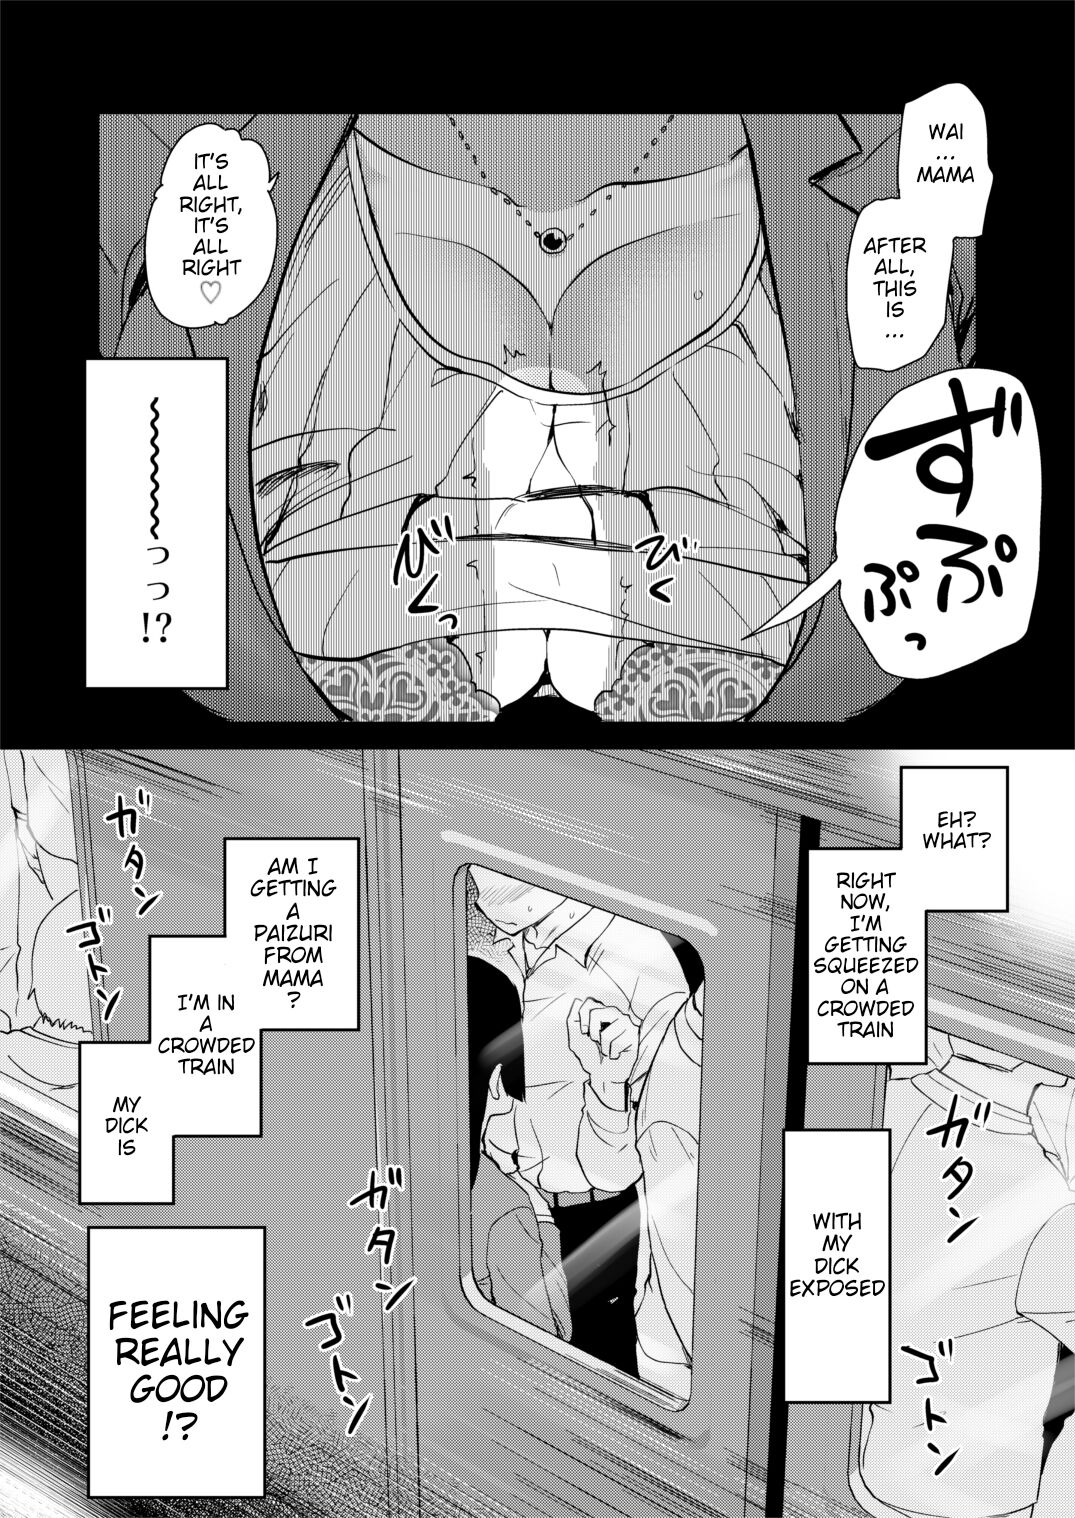 WAI
...
MAMA
AFTER
ALL,
THIS
IS
...
IT'S
ALL
RIGHT,
IT'S
ALL
RIGHT
♡
ずぷぷぷっ
びくっ
びくっ
~~~~~っっ!?
EH?
WHAT?
RIGHT
NOW,
I'M
GETTING
SQUEEZED
ON A
CROWDED
TRAIN
WITH
MY
DICK
EXPOSED
AM I
GETTING
A
PAIZURI
FROM
MAMA
?
I'M IN
A
CROWDED
TRAIN
MY
DICK
IS
FEELING
REALLY
GOOD
!?
ガタン
ゴトン
ガタン
ゴトン
ガタン
ゴトン